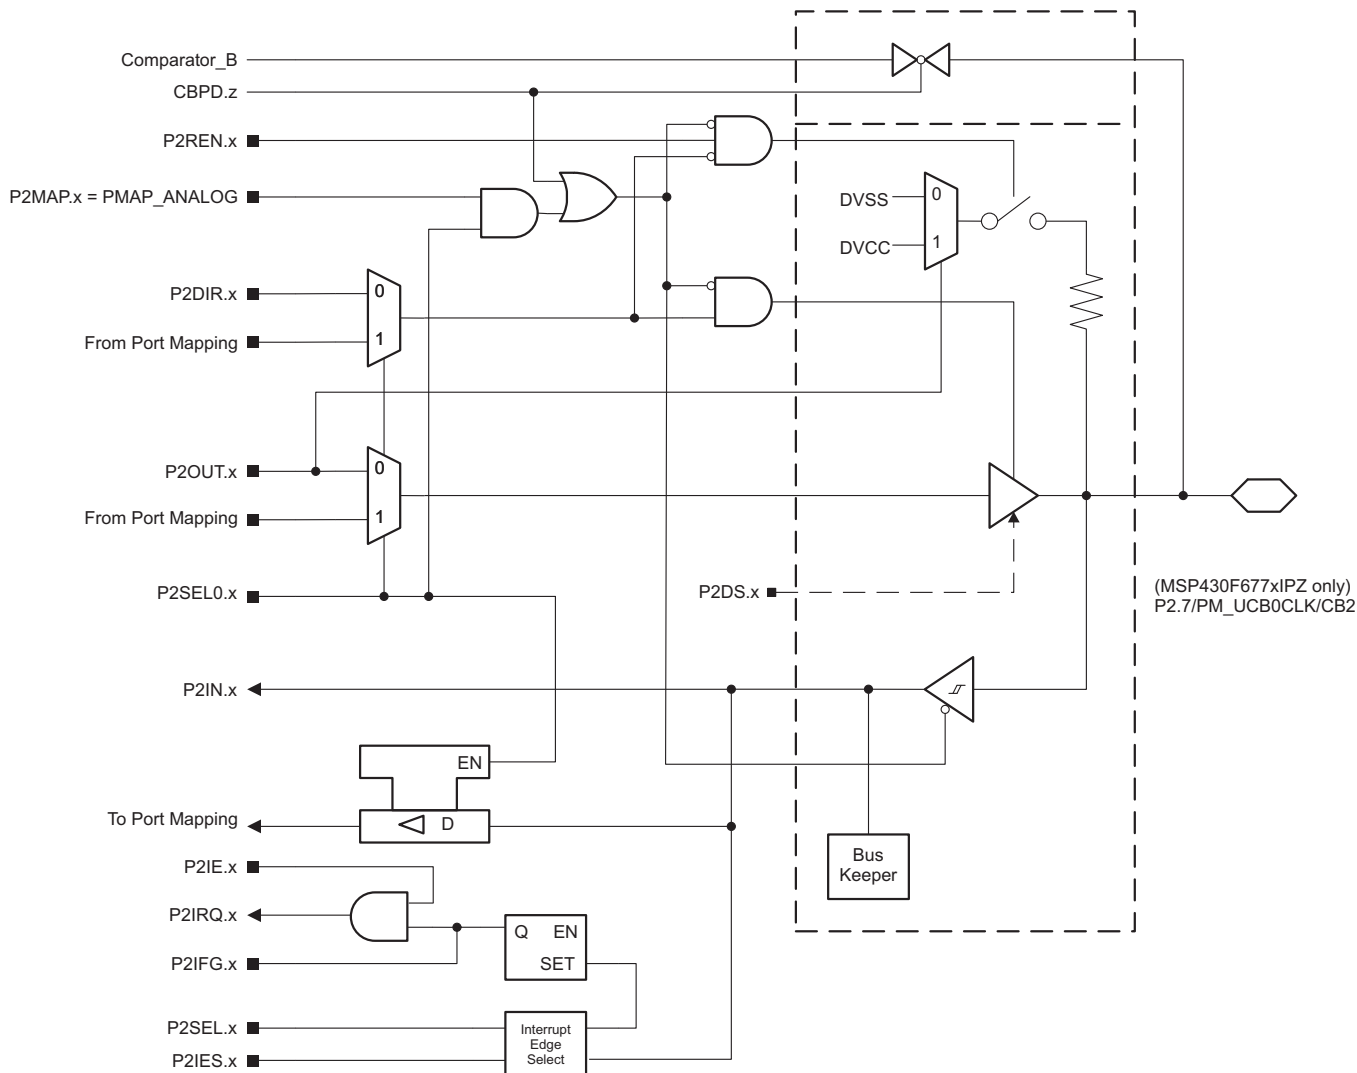 Comparator_B
CBPD.z
P2REN.x
P2MAP.x = PMAP_ANALOG
DVSS
0
DVCC
1
P2DIR.x
0
From Port Mapping
1
P2OUT.x
0
From Port Mapping
1
P2SEL0.x
P2DS.x
(MSP430F677xIPZ only)
P2.7/PM_UCB0CLK/CB2
P2IN.x
EN
To Port Mapping
D
Bus
Keeper
P2IE.x
P2IRQ.x
Q EN
SET
P2IFG.x
P2SEL.x
P2IES.x
Interrupt
Edge
Select